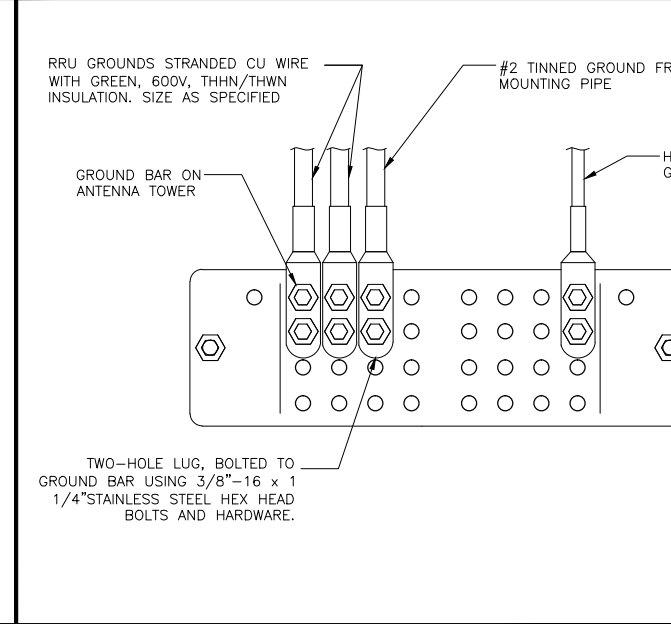 RRU GROUNDS STRANDED CU WIRE
WITH GREEN, 600V, THHN/THWN
INSULATION. SIZE AS SPECIFIED
#2 TINNED GROUND
MOUNTING PIPE
GROUND BAR ON
ANTENNA TOWER
TWO-HOLE LUG, BOLTED TO
GROUND BAR USING 3/8"-16 x 1
1/4"STAINLESS STEEL HEX HEAD
BOLTS AND HARDWARE.